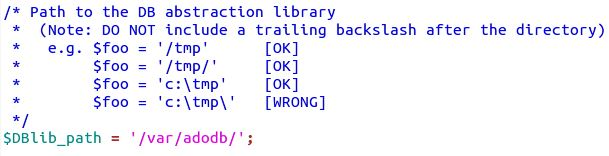 /* Path to the DB abstraction library
 *  (Note: DO NOT include a trailing backslash after the directory)
 *   e.g. $foo = '/tmp'      [OK]
 *        $foo = '/tmp/'     [OK]
 *        $foo = 'c:\tmp'    [OK]
 *        $foo = 'c:\tmp\'   [WRONG]
 */
$DBlib_path = '/var/adodb/';